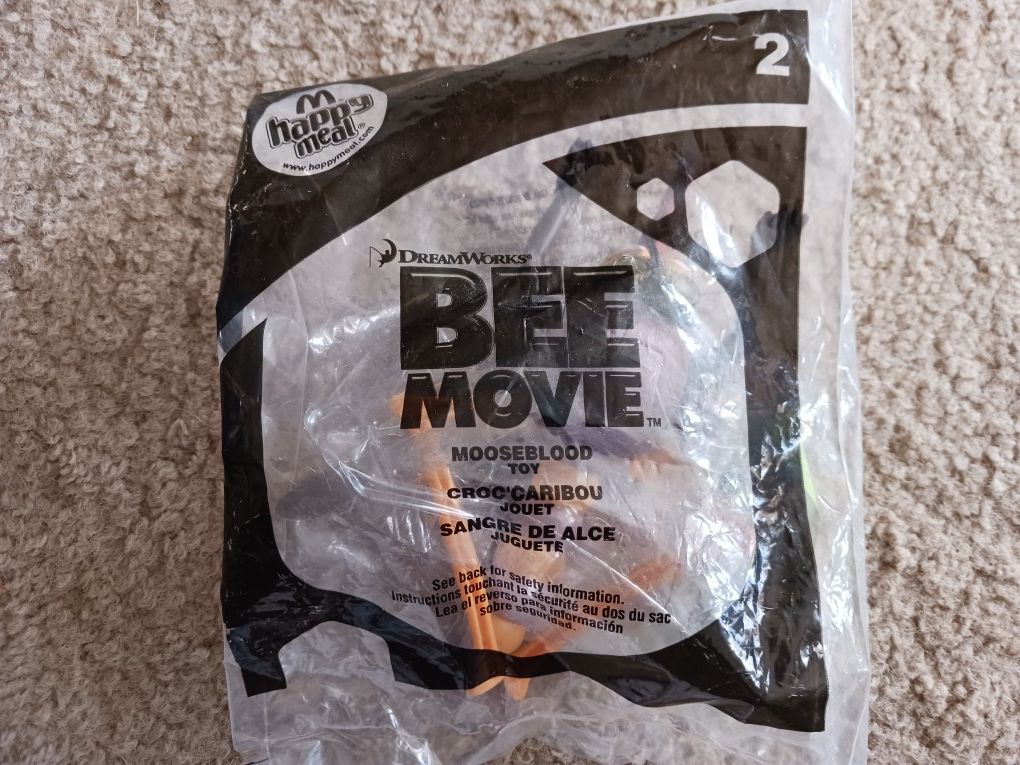 2
happy
meal®
www.happymeal.com
DREAMWORKS®
BEE
MOVIE™
MOOSEBLOOD
TOY
CROC'CARIBOU
JOUET
SANGRE DE ALCE
JUGUETE
See back for safety information.
Instructions touchant la sécurité au dos du sac
Lea el reverso para información
sobre seguridad.